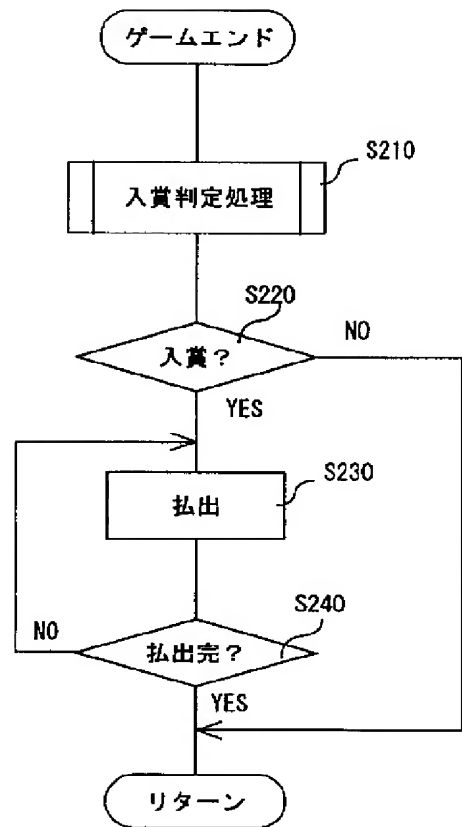 ゲームエンド
S210
入賞判定処理
S220
入賞？
NO
YES
S230
払出
S240
払出完？
NO
YES
リターン